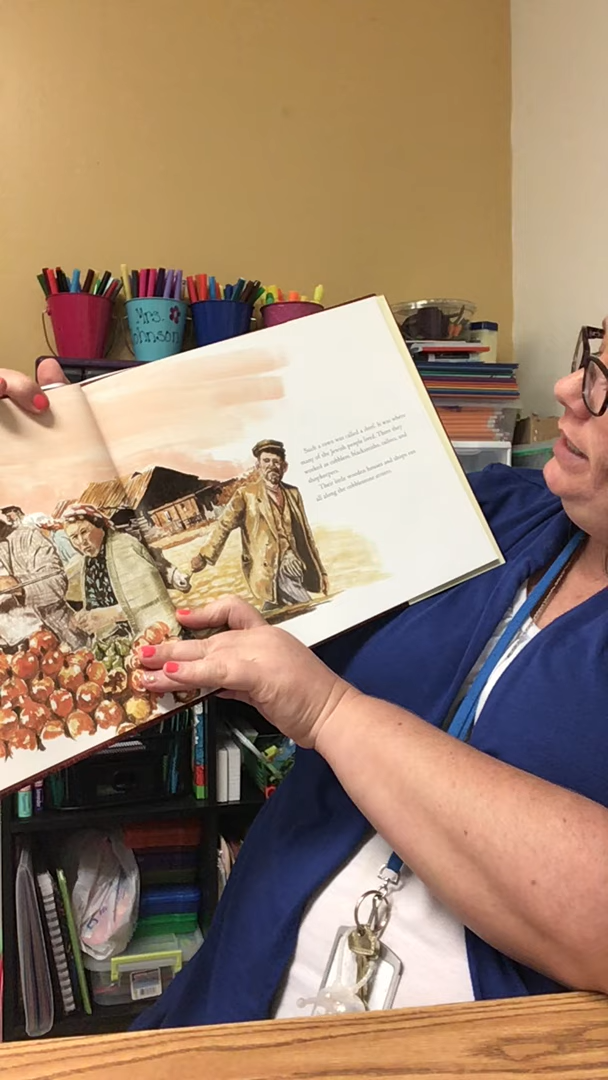 Mrs.
Johnson
Such a town was called a shtetl. It was where
many of the Jewish people lived. There they
worked as cobblers, blacksmiths, tailors, and
shopkeepers.
Their little wooden houses and shops ran
all along the cobblestone streets.